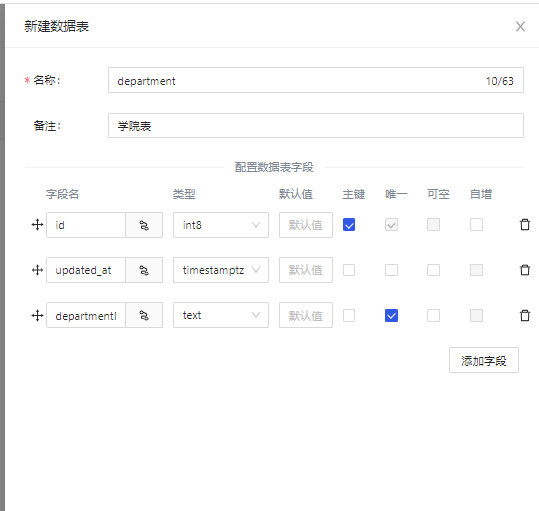 新建数据表
* 名称：
department 10/63
备注：
学院表
配置数据表字段
字段名 类型 默认值 主键 唯一 可空 自增
id int8 默认值
updated_at timestamptz 默认值
text 默认值
添加字段